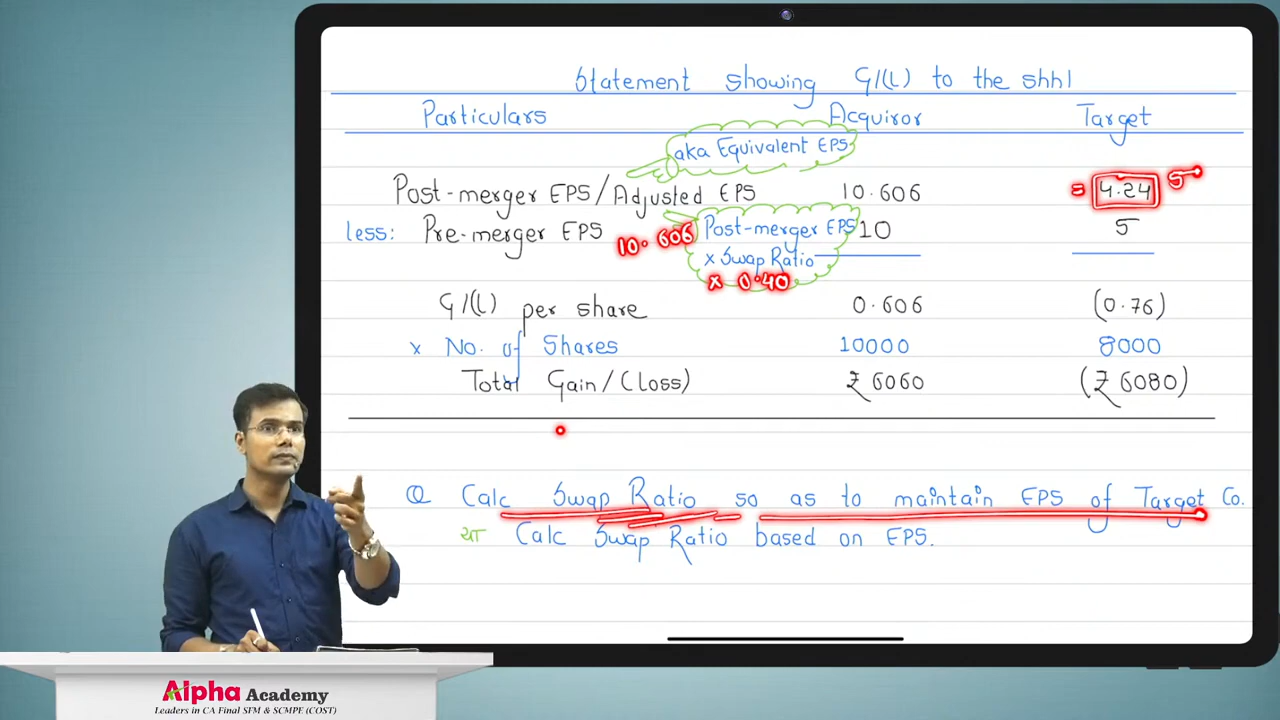 Statement showing G/(L) to the shhl
Particulars Acquiror Target
aka Equivalent EPS
Post-merger EPS/Adjusted EPS 10.606 = 4.24 5
less: Pre-merger EPS 10 5
10.606 Post-merger EPS
x Swap Ratio
x 0.40
G/(L) per share 0.606 (0.76)
x No. of Shares 10000 8000
Total Gain/(Loss) ₹6060 (₹6080)
Q Calc Swap Ratio so as to maintain EPS of Target Co.
या Calc Swap Ratio based on EPS.
Alpha Academy
Leaders in CA Final SFM & SCMPE (COST)